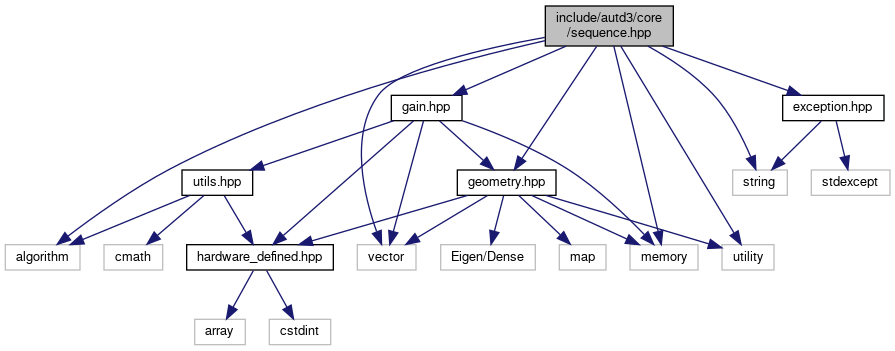 include/autd3/core
/sequence.hpp
gain.hpp
exception.hpp
utils.hpp
geometry.hpp
string
stdexcept
algorithm
cmath
hardware_defined.hpp
vector
Eigen/Dense
map
memory
utility
array
cstdint